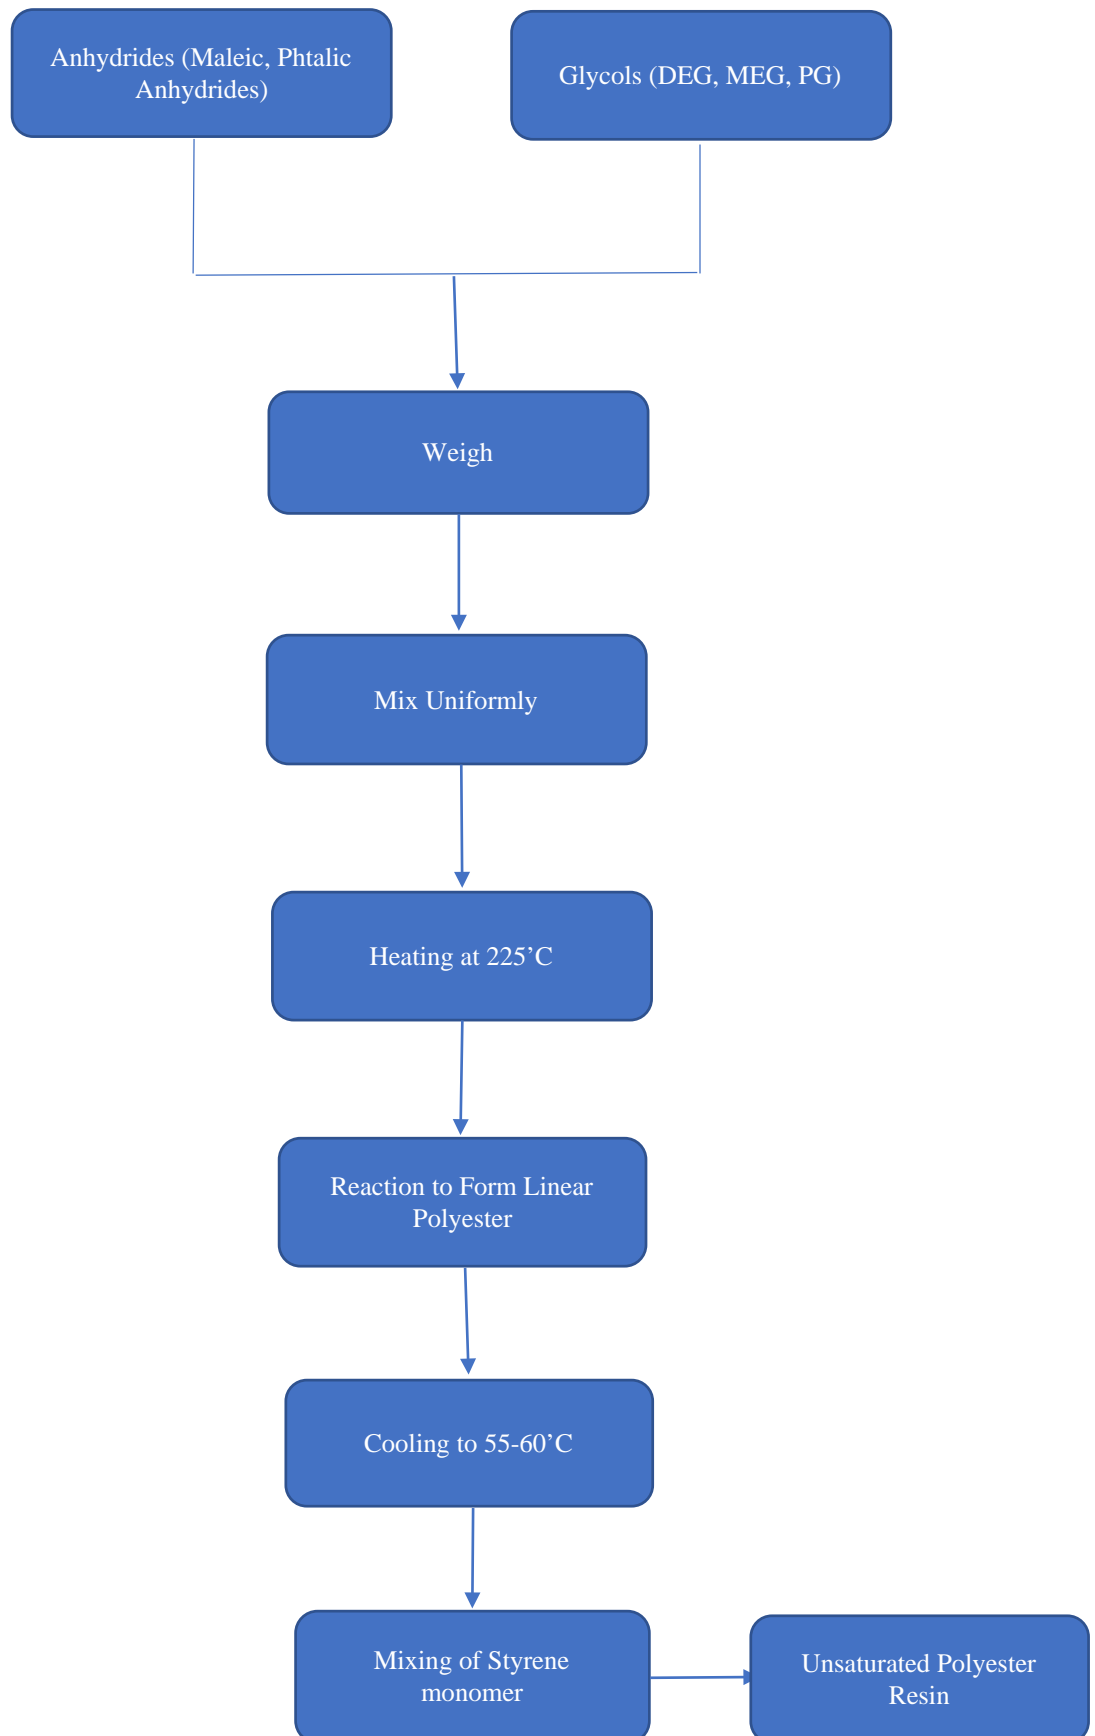 Anhydrides (Maleic, Phtalic
Anhydrides)
Glycols (DEG, MEG, PG)
Weigh
Mix Uniformly
Heating at 225’C
Reaction to Form Linear
Polyester
Cooling to 55-60’C
Mixing of Styrene
monomer
Unsaturated Polyester
Resin